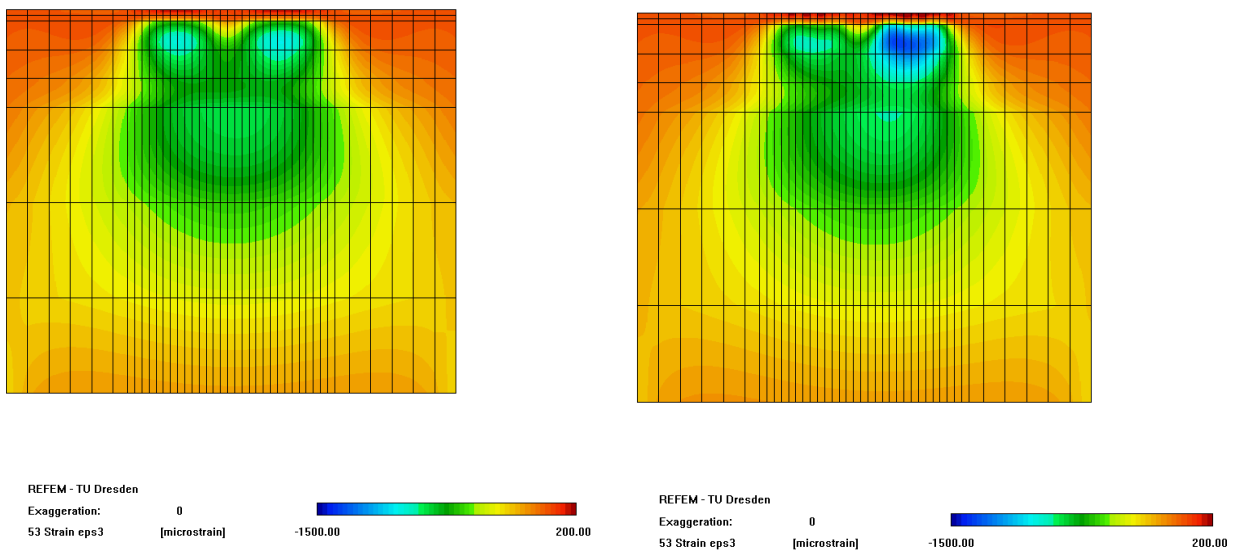 REFEM - TU Dresden
Exaggeration: 0
53 Strain eps3 [microstrain] -1500.00 200.00
REFEM - TU Dresden
Exaggeration: 0
53 Strain eps3 [microstrain] -1500.00 200.00